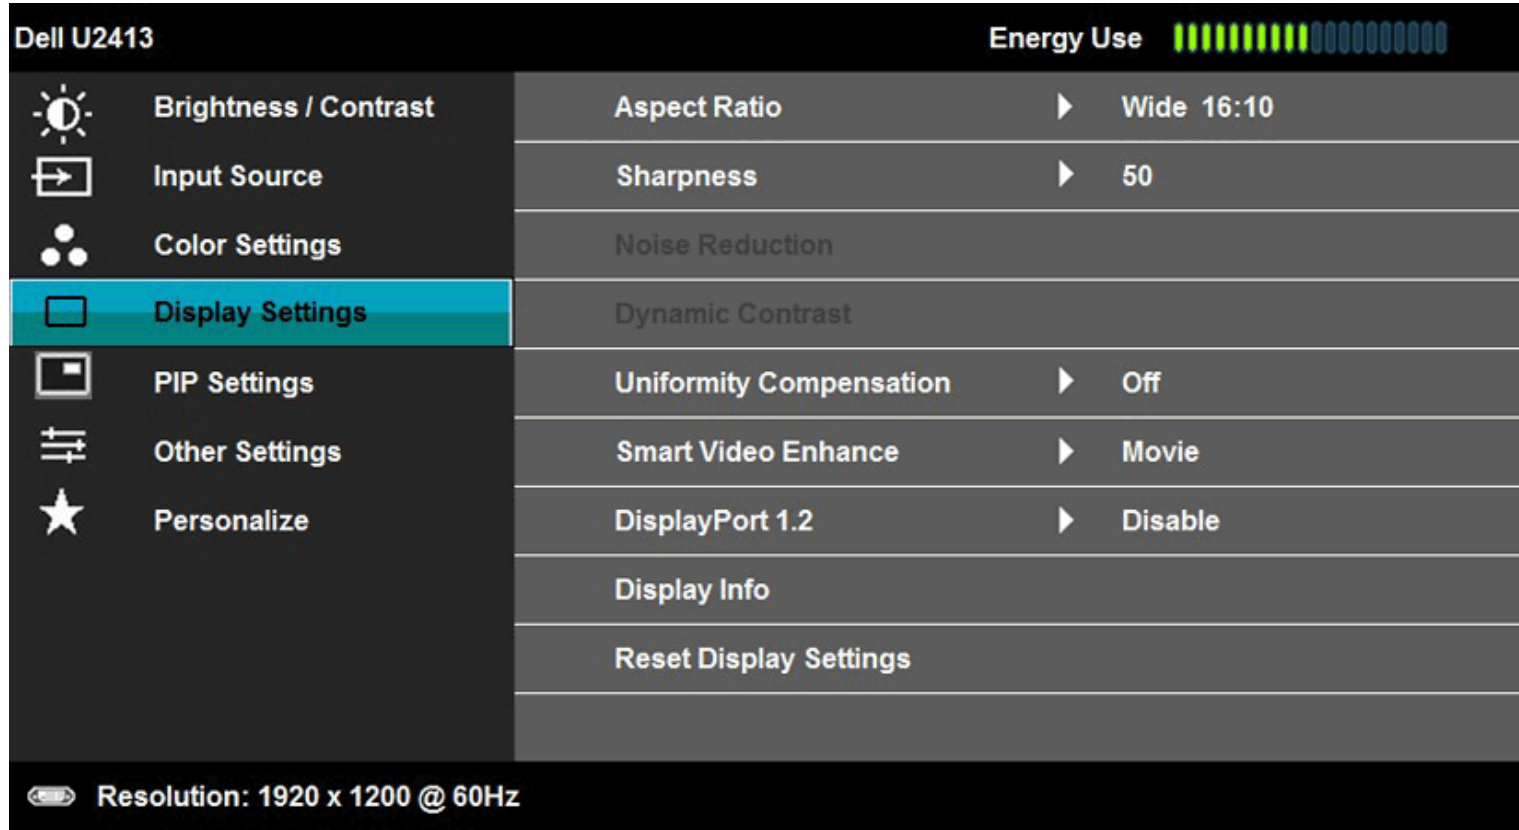 Dell U2413
Energy Use
Brightness / Contrast
Input Source
Color Settings
Display Settings
PIP Settings
Other Settings
Personalize
Aspect Ratio Wide 16:10
Sharpness 50
Noise Reduction
Dynamic Contrast
Uniformity Compensation Off
Smart Video Enhance Movie
DisplayPort 1.2 Disable
Display Info
Reset Display Settings
Resolution: 1920 x 1200 @ 60Hz